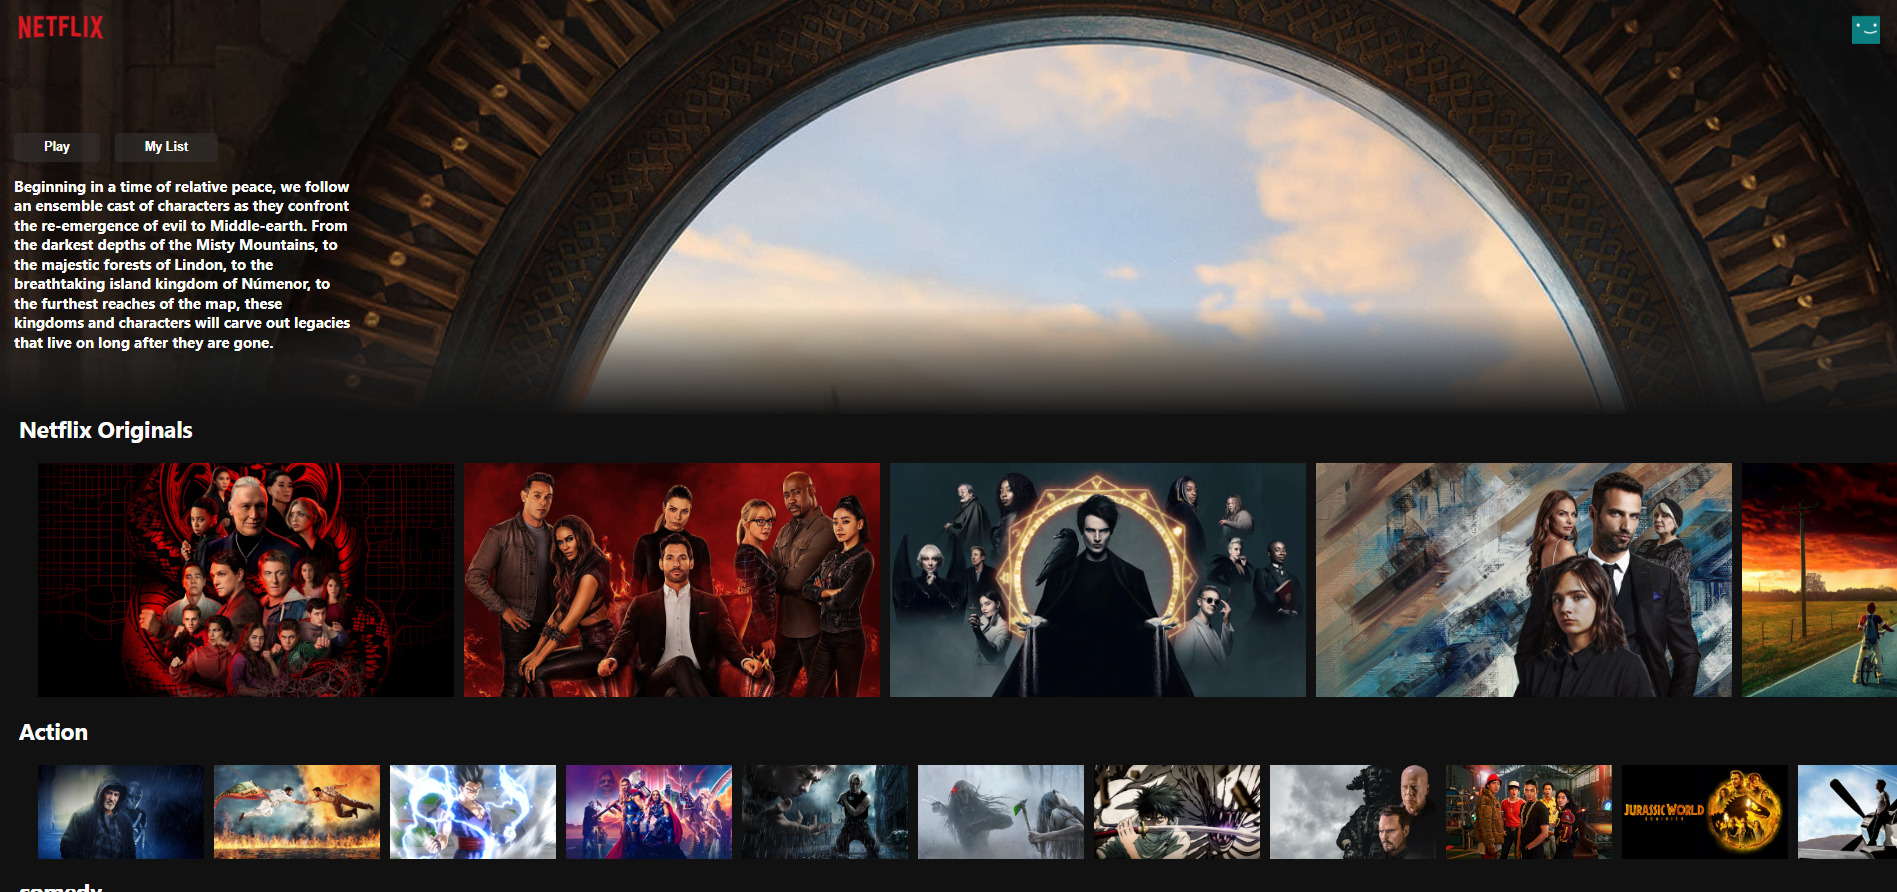 NETFLIX
Play
My List
Beginning in a time of relative peace, we follow
an ensemble cast of characters as they confront
the re-emergence of evil to Middle-earth. From
the darkest depths of the Misty Mountains, to
the majestic forests of Lindon, to the
breathtaking island kingdom of Númenor, to
the furthest reaches of the map, these
kingdoms and characters will carve out legacies
that live on long after they are gone.
Netflix Originals
Action
JURASSIC WORLD
DOMINION
comedy